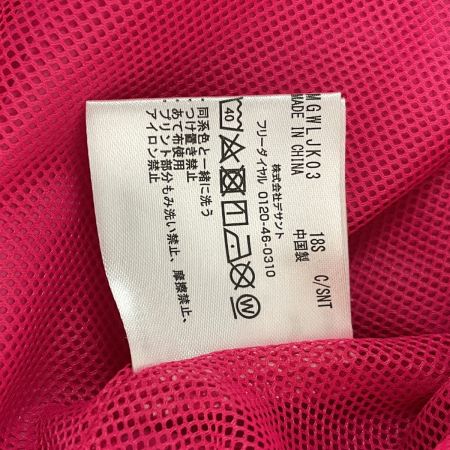 MGWLJK03 18S C/SNT
MADE IN CHINA 中国製
株式会社デサント
フリーダイヤル 0120-46-0310
40 W
・同系色と一緒に洗う
つけ置き禁止
あて布使用
プリント部分もみ洗い禁止、摩擦禁止、
アイロン禁止